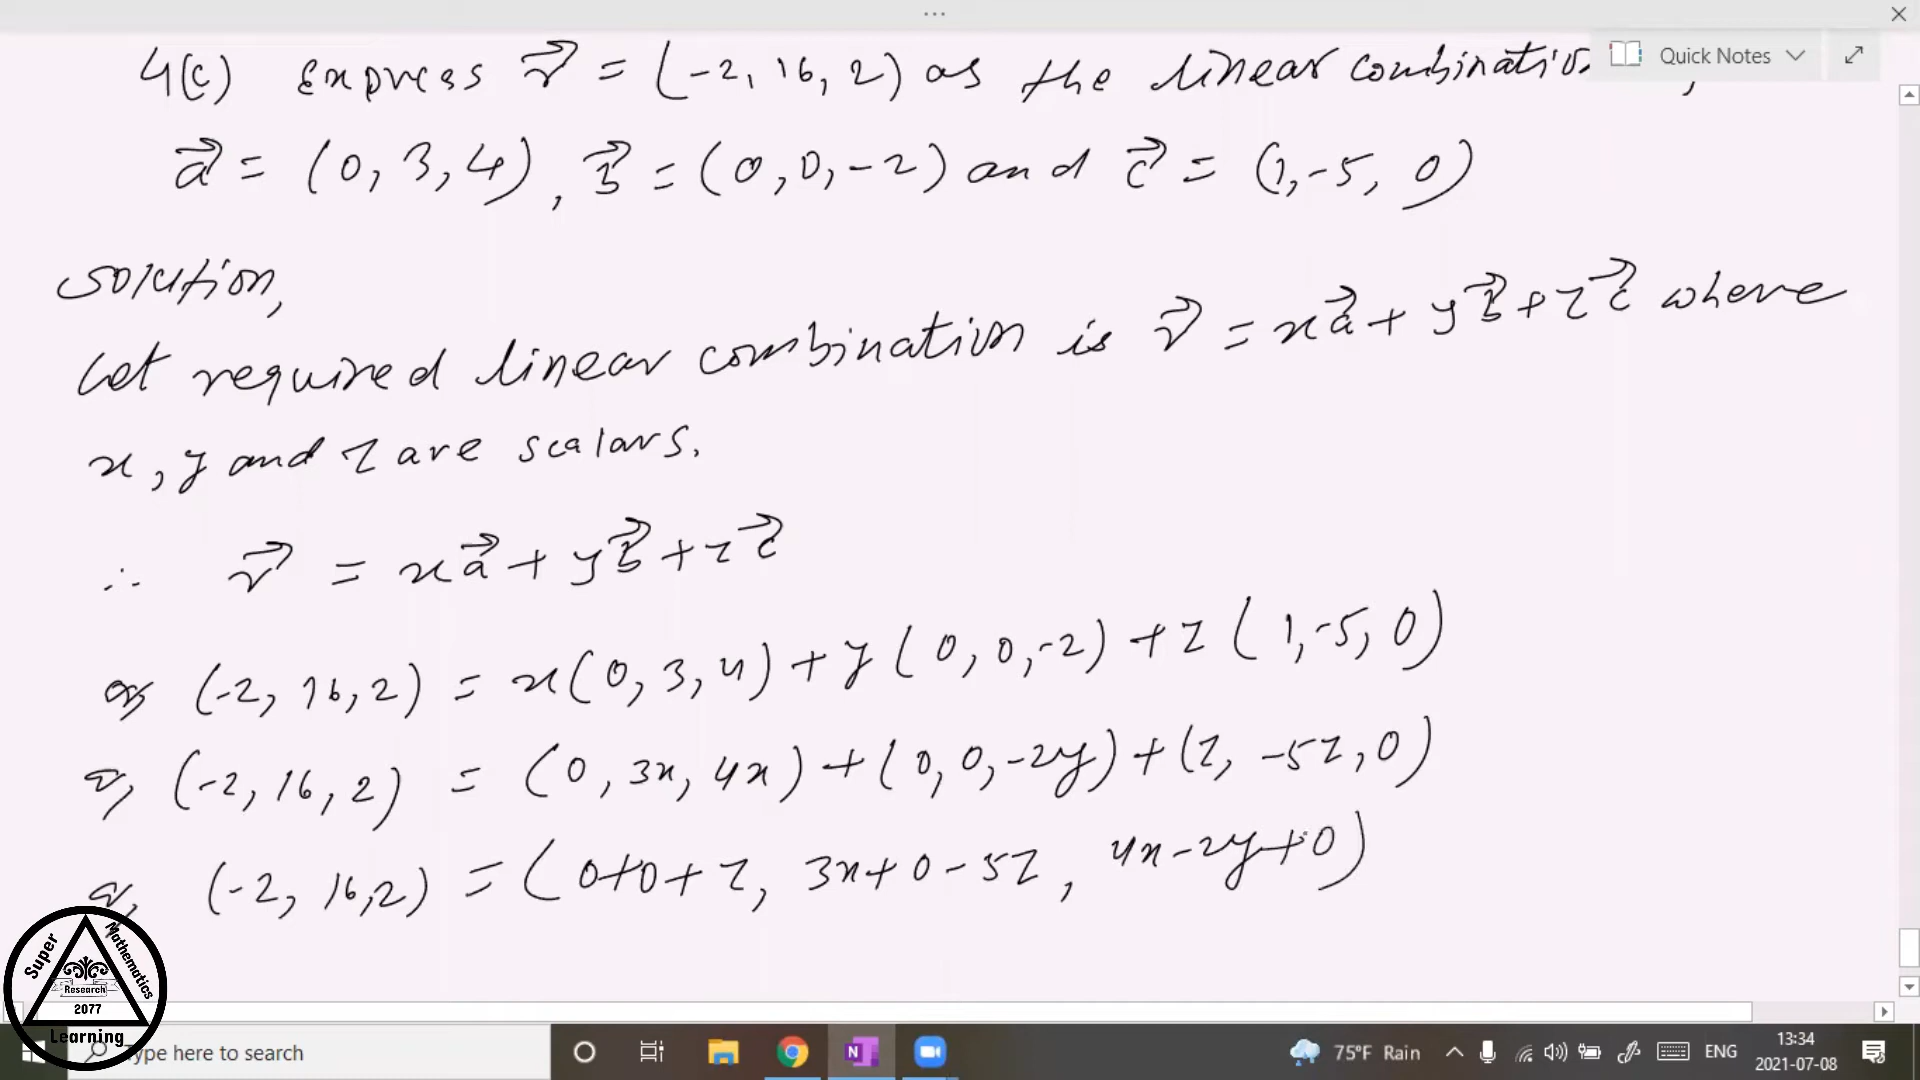 4(c) Express r⃗ = (-2, 16, 2) as the linear combination
a⃗ = (0, 3, 4), b⃗ = (0, 0, -2) and c⃗ = (1, -5, 0)
Quick Notes
solution,
Let required linear combination is r⃗ = xa⃗ + yb⃗ + zc⃗ where
x, y and z are scalars.
∴ r⃗ = xa⃗ + yb⃗ + zc⃗
or (-2, 16, 2) = x(0, 3, 4) + y(0, 0, -2) + z(1, -5, 0)
or, (-2, 16, 2) = (0, 3x, 4x) + (0, 0, -2y) + (z, -5z, 0)
or, (-2, 16, 2) = (0+0+z, 3x+0-5z, 4x-2y+0)
Super Mathematics
Research
2077
Learning
Type here to search
75°F Rain
ENG
13:34
2021-07-08